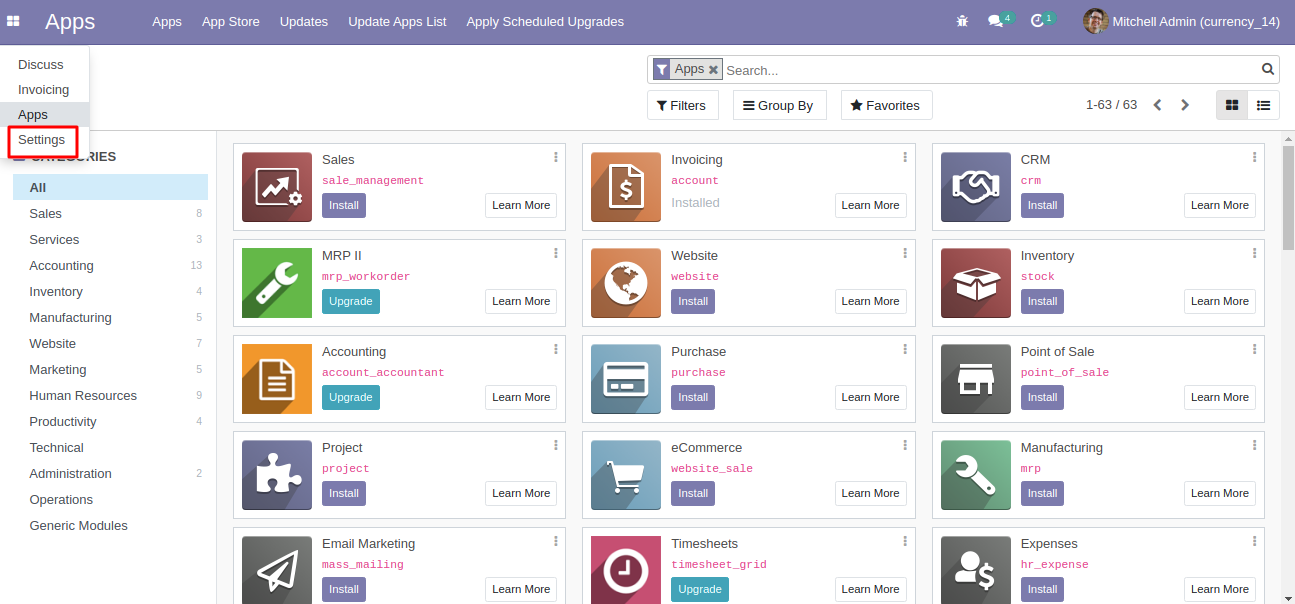 Apps
Apps App Store Updates Update Apps List Apply Scheduled Upgrades
4 1 Mitchell Admin (currency_14)
Discuss
Invoicing
Apps
Settings
Apps Search...
Filters Group By Favorites
1-63 / 63
All
Sales 8
Services 3
Accounting 13
Inventory 4
Manufacturing 5
Website 7
Marketing 5
Human Resources 9
Productivity 4
Technical
Administration 2
Operations
Generic Modules
Sales
sale_management
Install Learn More
Invoicing
account
Installed Learn More
CRM
crm
Install Learn More
MRP II
mrp_workorder
Upgrade Learn More
Website
website
Install Learn More
Inventory
stock
Install Learn More
Accounting
account_accountant
Upgrade Learn More
Purchase
purchase
Install Learn More
Point of Sale
point_of_sale
Install Learn More
Project
project
Install Learn More
eCommerce
website_sale
Install Learn More
Manufacturing
mrp
Install Learn More
Email Marketing
mass_mailing
Install Learn More
Timesheets
timesheet_grid
Upgrade Learn More
Expenses
hr_expense
Install Learn More